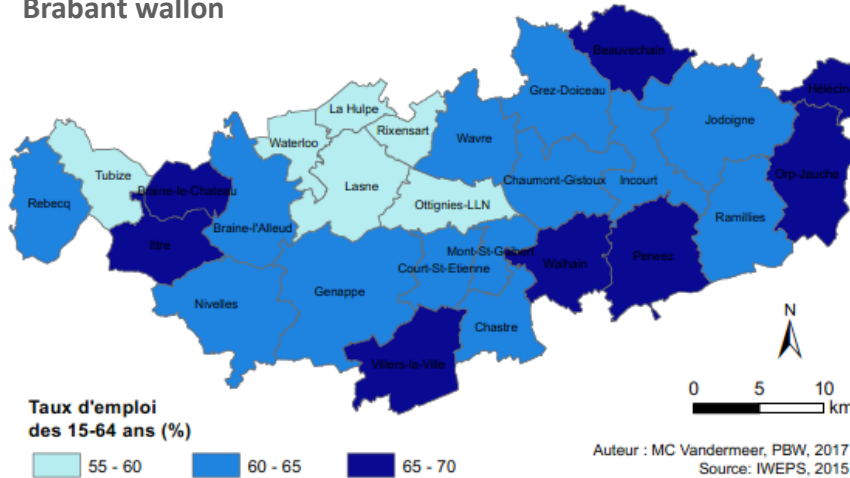 Brabant wallon
Beauvechain
Hélécine
Grez-Doiceau
La Hulpe
Jodoigne
Rixensart
Waterloo
Wavre
Tubize
Orp-Jauche
Braine-le-Chateau
Lasne
Chaumont-Gistoux
Incourt
Rebecq
Ottignies-LLN
Ramillies
Braine-l'Alleud
Ittre
Mont-St-Guibert
Walhain
Perwez
Court-St-Etienne
Genappe
Nivelles
Chastre
Villers-la-Ville
N
0 5 10
km
Taux d'emploi
des 15-64 ans (%)
55 - 60
60 - 65
65 - 70
Auteur : MC Vandermeer, PBW, 2017
Source: IWEPS, 2015